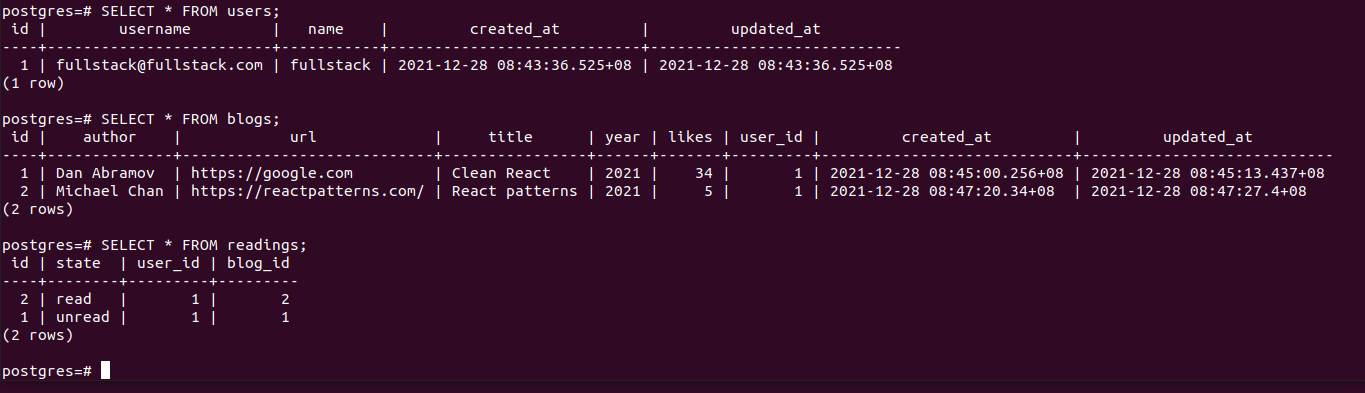 postgres=# SELECT * FROM users;
 id |        username         |   name    |         created_at         |         updated_at
----+-------------------------+-----------+----------------------------+----------------------------
  1 | fullstack@fullstack.com | fullstack | 2021-12-28 08:43:36.525+08 | 2021-12-28 08:43:36.525+08
(1 row)

postgres=# SELECT * FROM blogs;
 id |    author    |            url             |     title      | year | likes | user_id |         created_at         |         updated_at
----+--------------+----------------------------+----------------+------+-------+---------+----------------------------+----------------------------
  1 | Dan Abramov  | https://google.com         | Clean React    | 2021 |    34 |       1 | 2021-12-28 08:45:00.256+08 | 2021-12-28 08:45:13.437+08
  2 | Michael Chan | https://reactpatterns.com/ | React patterns | 2021 |     5 |       1 | 2021-12-28 08:47:20.34+08  | 2021-12-28 08:47:27.4+08
(2 rows)

postgres=# SELECT * FROM readings;
 id | state  | user_id | blog_id
----+--------+---------+---------
  2 | read   |       1 |       2
  1 | unread |       1 |       1
(2 rows)

postgres=#